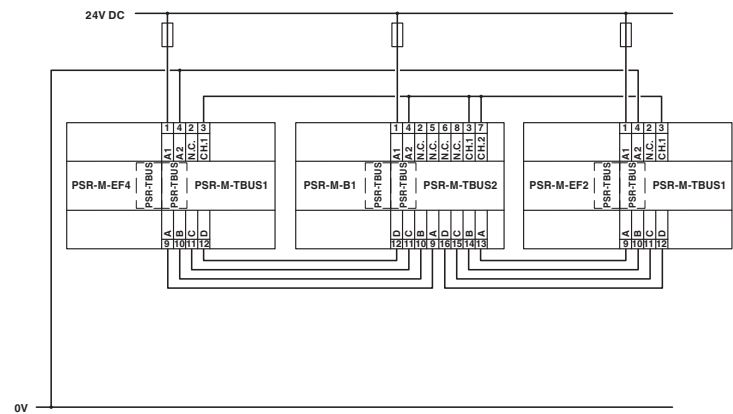 24V DC
1 4 2 3
A1 A2 N.C. CH.1
PSR-M-EF4 PSR-TBUS PSR-TBUS PSR-M-TBUS1
A B C D
9 10 11 12
1 4 2 5 6 8 3 7
A1 A2 N.C. N.C. N.C. N.C. CH.1 CH.2
PSR-M-B1 PSR-TBUS PSR-TBUS PSR-M-TBUS2
D C B A D C B A
12 11 10 9 16 15 14 13
1 4 2 3
A1 A2 N.C. CH.1
PSR-M-EF2 PSR-TBUS PSR-TBUS PSR-M-TBUS1
A B C D
9 10 11 12
0V